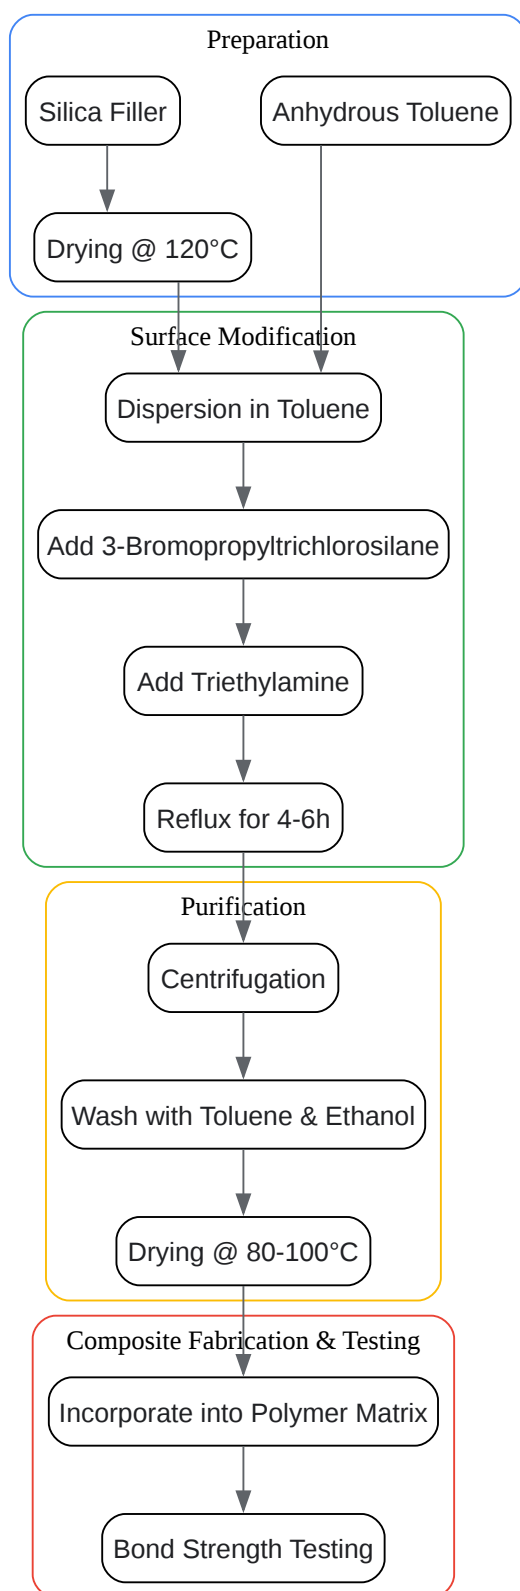 Preparation
Silica Filler
Anhydrous Toluene
Drying @ 120°C
Surface Modification
Dispersion in Toluene
Add 3-Bromopropyltrichlorosilane
Add Triethylamine
Reflux for 4-6h
Purification
Centrifugation
Wash with Toluene & Ethanol
Drying @ 80-100°C
Composite Fabrication & Testing
Incorporate into Polymer Matrix
Bond Strength Testing